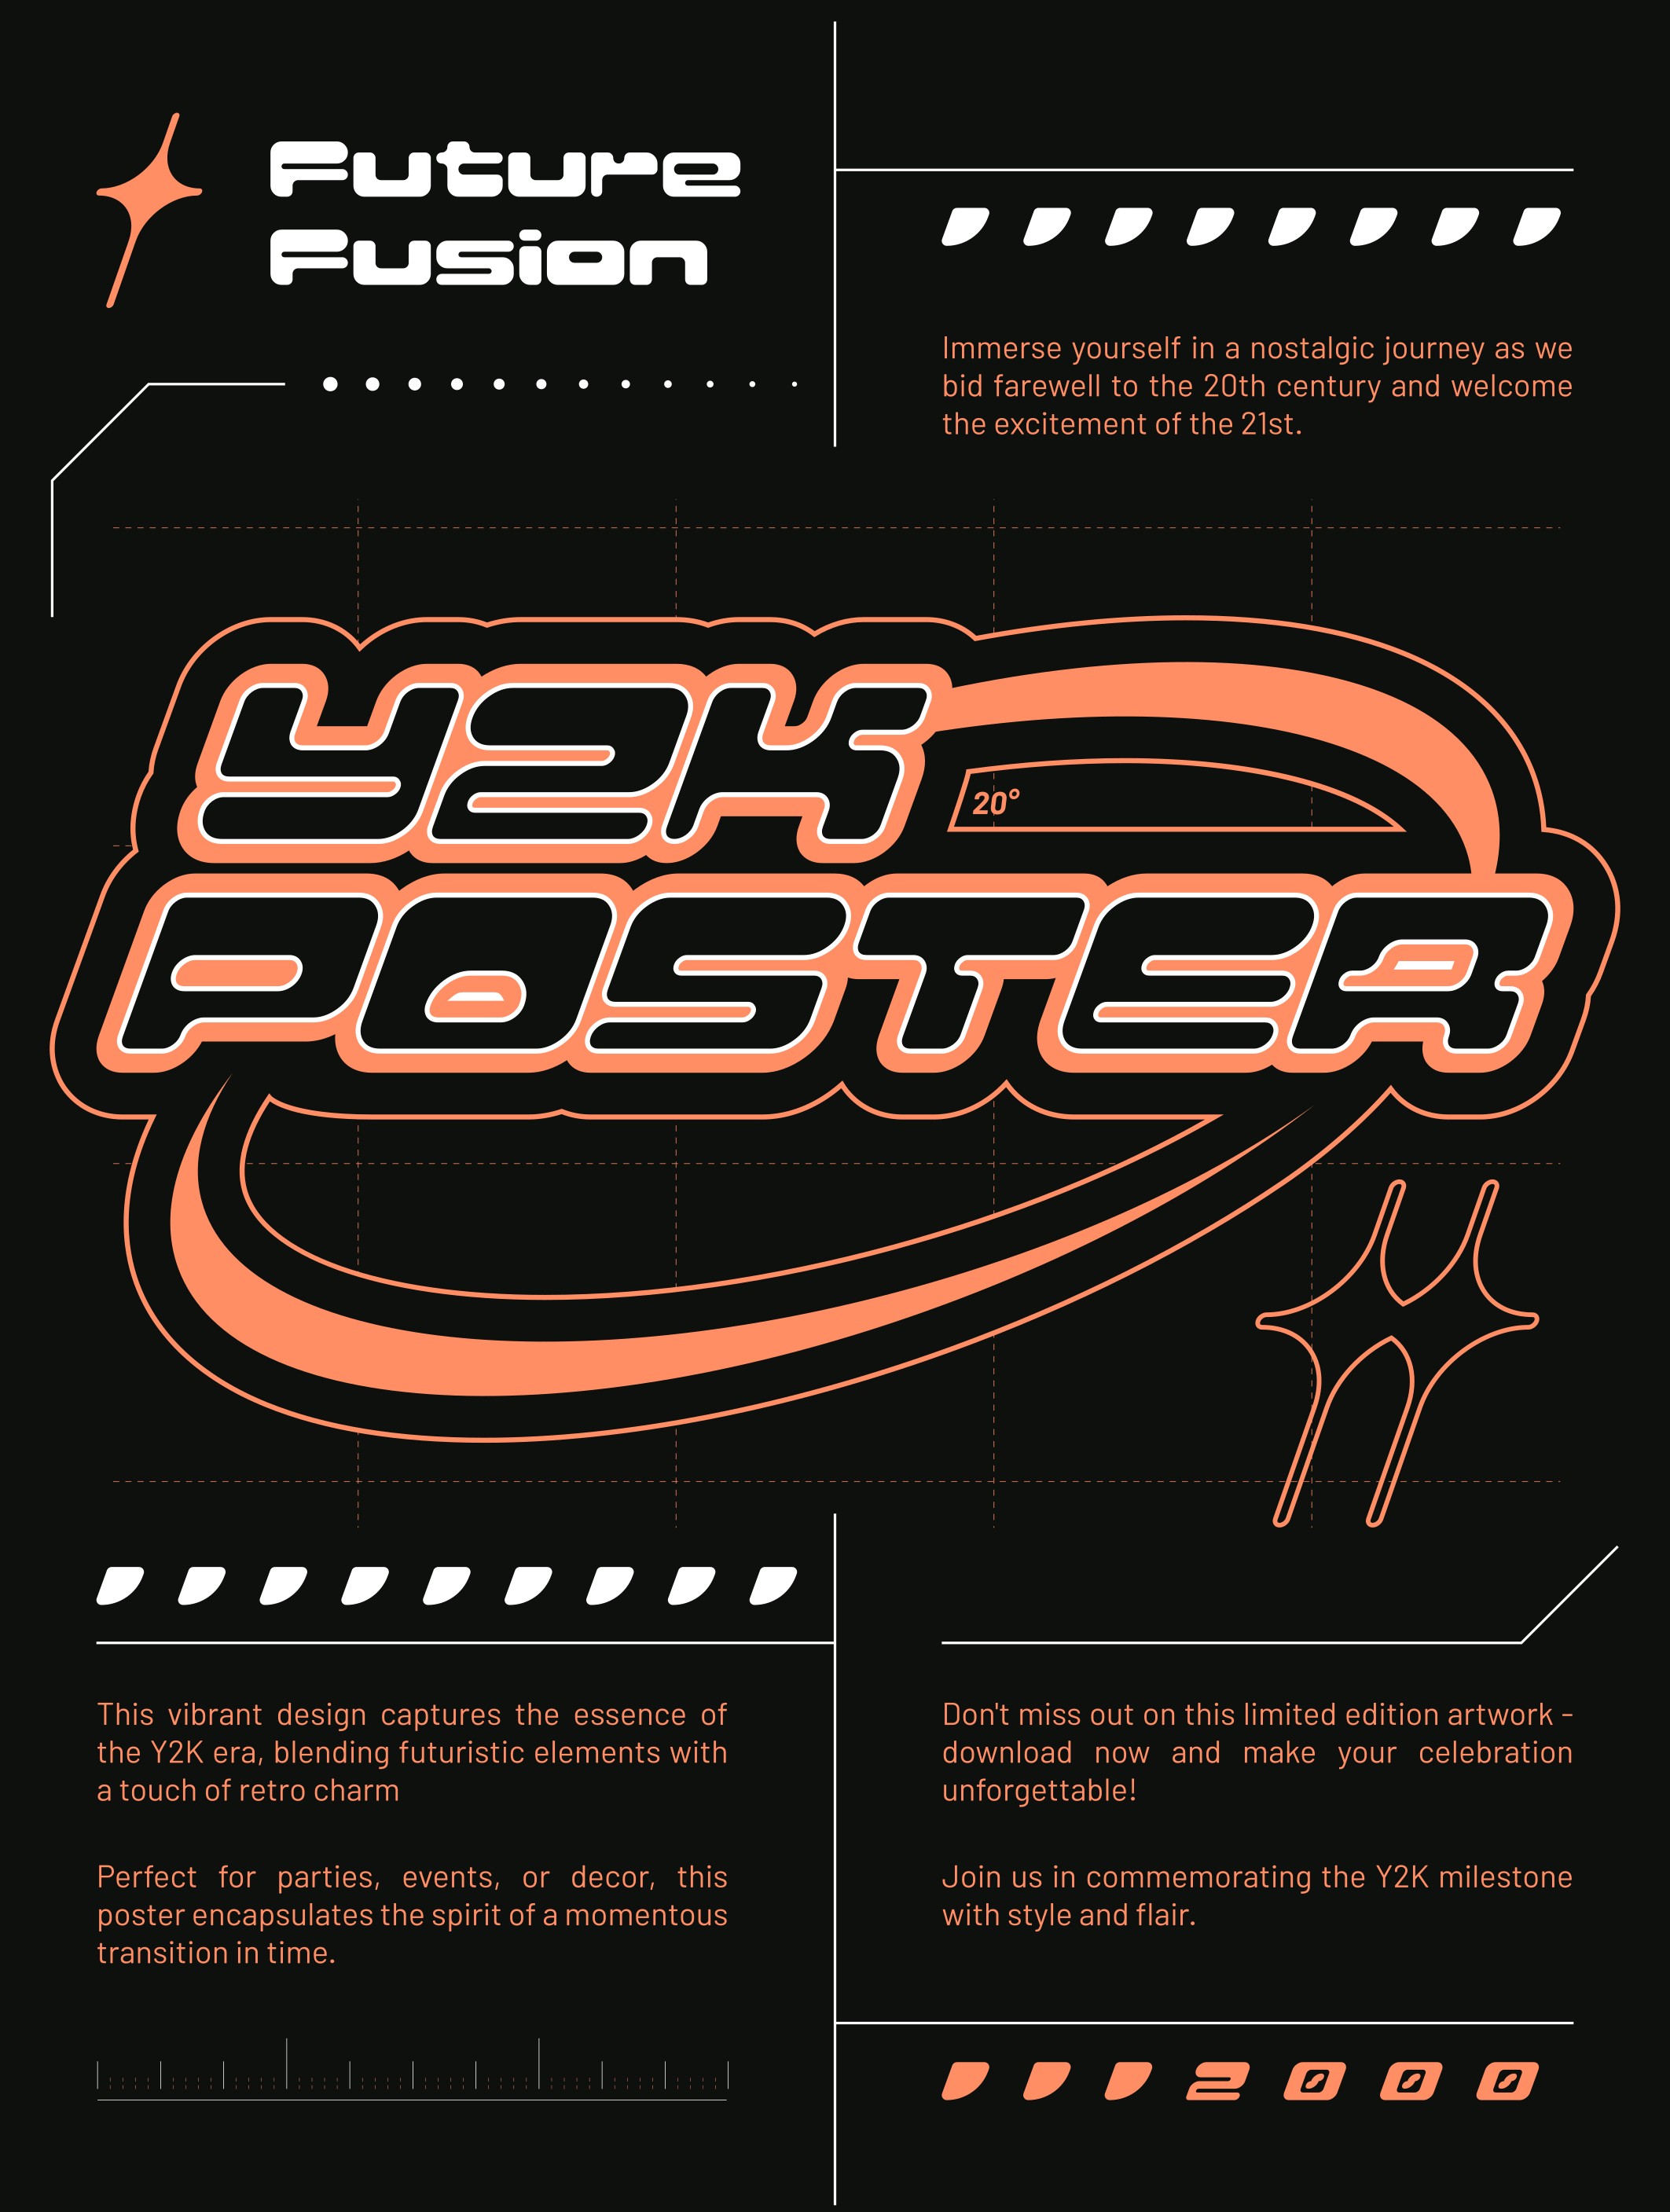 Future
Fusion
Immerse yourself in a nostalgic journey as we
bid farewell to the 20th century and welcome
the excitement of the 21st.
Y2K
20°
POSTER
This vibrant design captures the essence of
the Y2K era, blending futuristic elements with
a touch of retro charm
Perfect for parties, events, or decor, this
poster encapsulates the spirit of a momentous
transition in time.
Don't miss out on this limited edition artwork -
download now and make your celebration
unforgettable!
Join us in commemorating the Y2K milestone
with style and flair.
2000